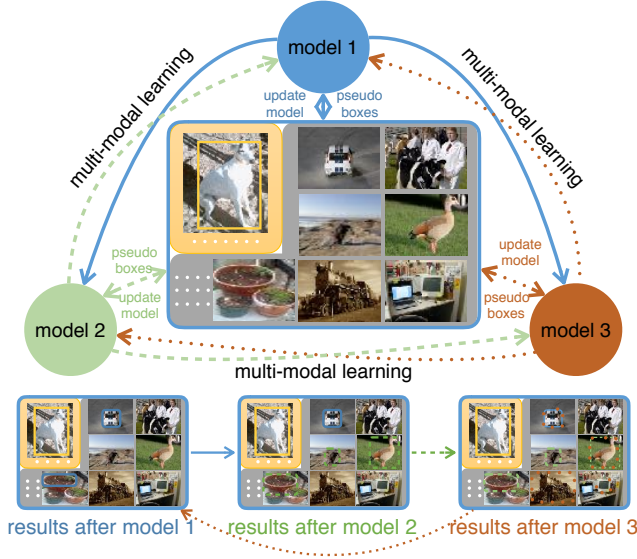 model 1
multi-modal learning
multi-modal learning
update model
pseudo boxes
pseudo boxes
update model
update model
pseudo boxes
model 2
model 3
multi-modal learning
results after model 1
results after model 2
results after model 3